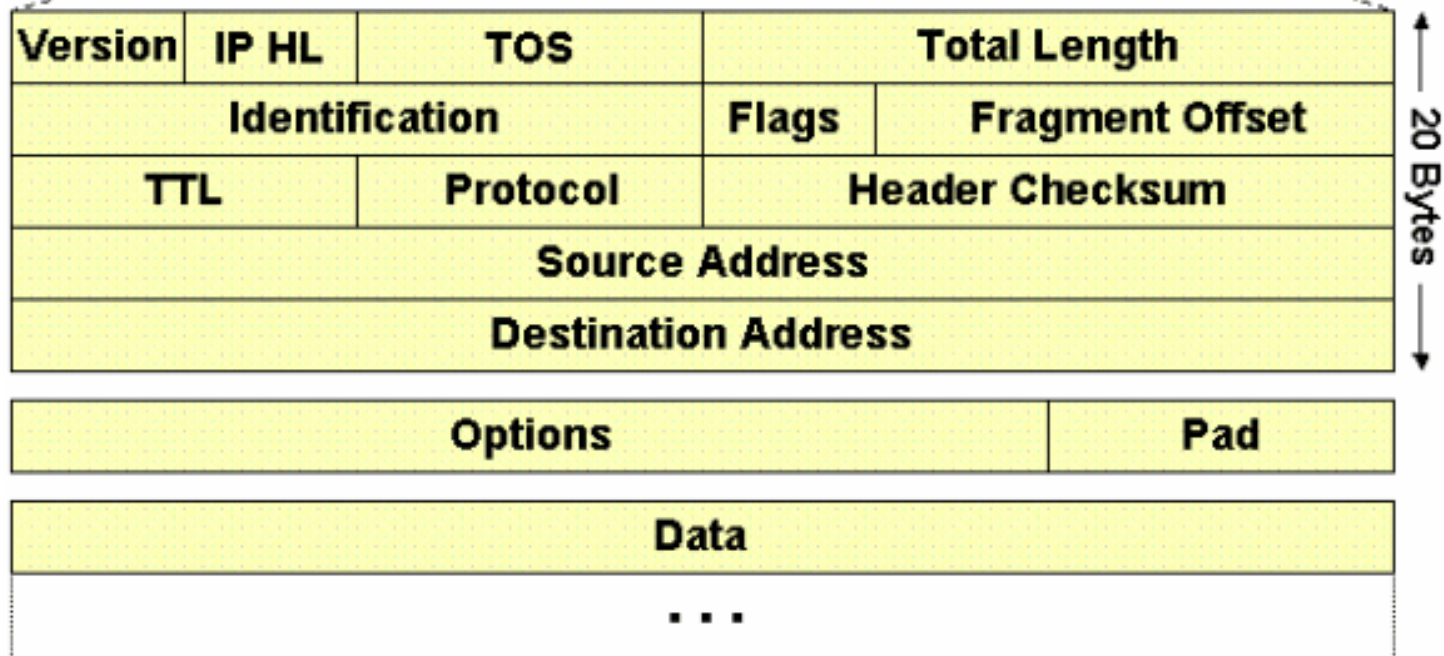 Version IP HL TOS Total Length
Identification Flags Fragment Offset
TTL Protocol Header Checksum
Source Address
Destination Address
20 Bytes
Options Pad
Data
...